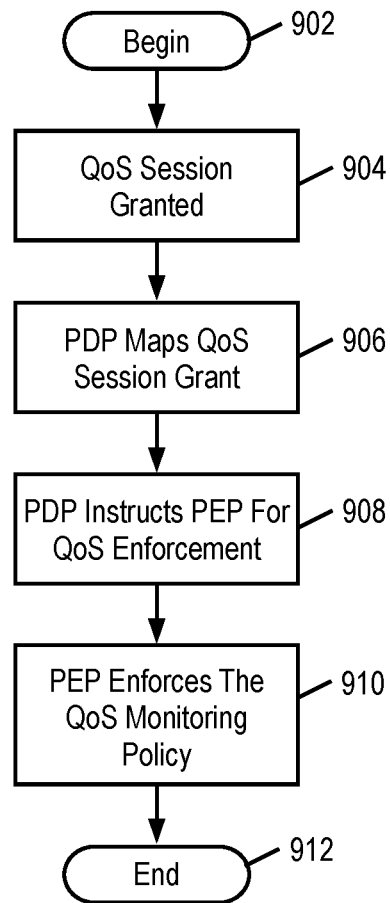 Begin
902
QoS Session
Granted
904
PDP Maps QoS
Session Grant
906
PDP Instructs PEP For
QoS Enforcement
908
PEP Enforces The
QoS Monitoring
Policy
910
End
912